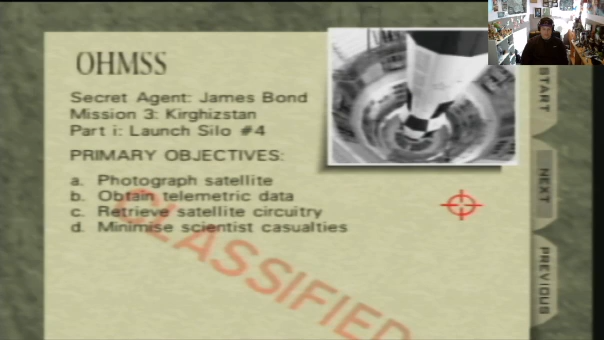 OHMSS
Secret Agent: James Bond
Mission 3: Kirghizstan
Part i: Launch Silo #4
PRIMARY OBJECTIVES:
a. Photograph satellite
b. Obtain telemetric data
c. Retrieve satellite circuitry
d. Minimise scientist casualties
CLASSIFIED
START
NEXT
PREVIOUS